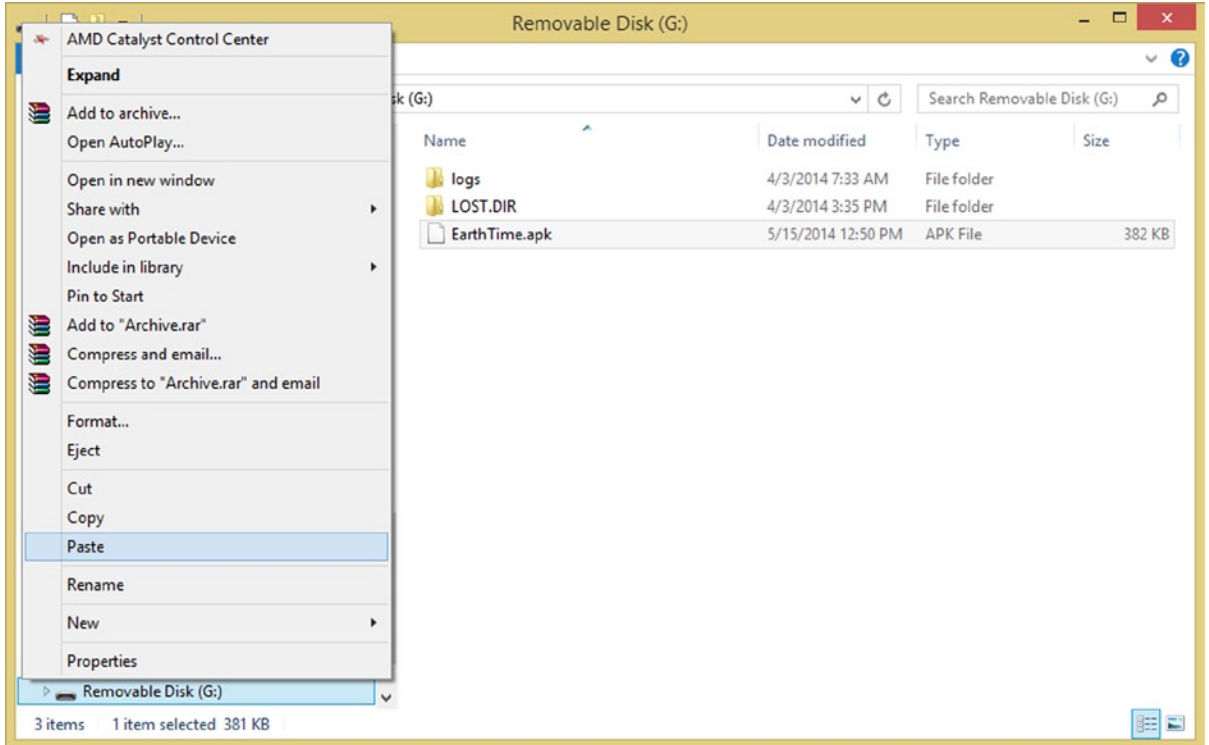 Removable Disk (G:)
AMD Catalyst Control Center
Expand
Add to archive...
Open AutoPlay...
Open in new window
Share with
Open as Portable Device
Include in library
Pin to Start
Add to "Archive.rar"
Compress and email...
Compress to "Archive.rar" and email
Format...
Eject
Cut
Copy
Paste
Rename
New
Properties
Removable Disk (G:)
sk (G:) Search Removable Disk (G:)
Name Date modified Type Size
logs 4/3/2014 7:33 AM File folder
LOST.DIR 4/3/2014 3:35 PM File folder
EarthTime.apk 5/15/2014 12:50 PM APK File 382 KB
3 items 1 item selected 381 KB